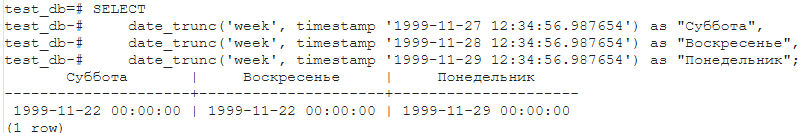 test_db=# SELECT
test_db-#     date_trunc('week', timestamp '1999-11-27 12:34:56.987654') as "Суббота",
test_db-#     date_trunc('week', timestamp '1999-11-28 12:34:56.987654') as "Воскресенье",
test_db-#     date_trunc('week', timestamp '1999-11-29 12:34:56.987654') as "Понедельник";
       Суббота       |     Воскресенье     |     Понедельник
---------------------+---------------------+---------------------
 1999-11-22 00:00:00 | 1999-11-22 00:00:00 | 1999-11-29 00:00:00
(1 row)